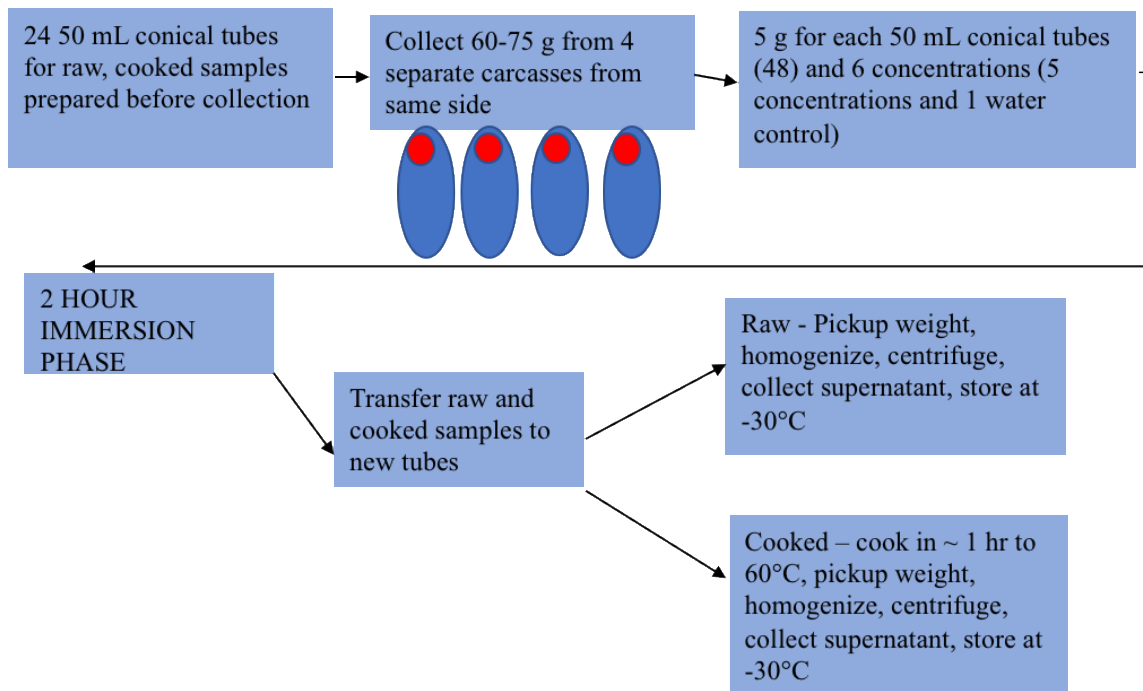 24 50 mL conical tubes
for raw, cooked samples
prepared before collection
Collect 60-75 g from 4
separate carcasses from
same side
5 g for each 50 mL conical tubes
(48) and 6 concentrations (5
concentrations and 1 water
control)
2 HOUR
IMMERSION
PHASE
Transfer raw and
cooked samples to
new tubes
Raw - Pickup weight,
homogenize, centrifuge,
collect supernatant, store at
-30°C
Cooked – cook in ~ 1 hr to
60°C, pickup weight,
homogenize, centrifuge,
collect supernatant, store at
-30°C